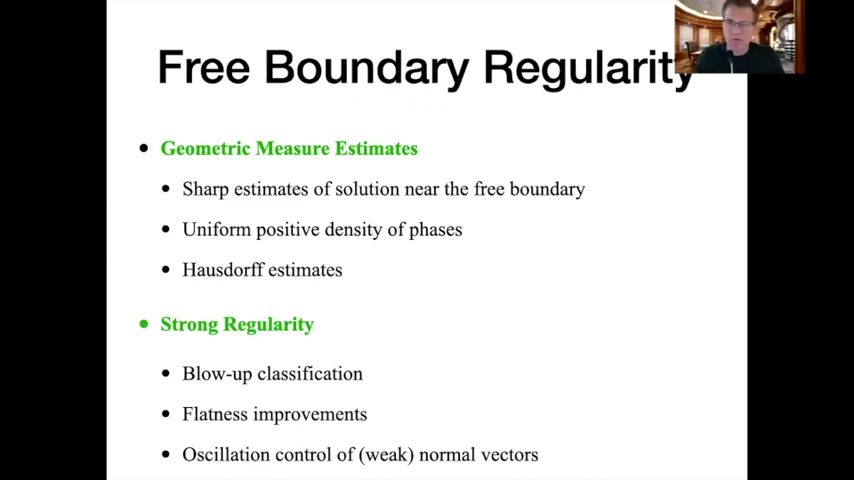 Free Boundary Regularity
• Geometric Measure Estimates
• Sharp estimates of solution near the free boundary
• Uniform positive density of phases
• Hausdorff estimates
• Strong Regularity
• Blow-up classification
• Flatness improvements
• Oscillation control of (weak) normal vectors